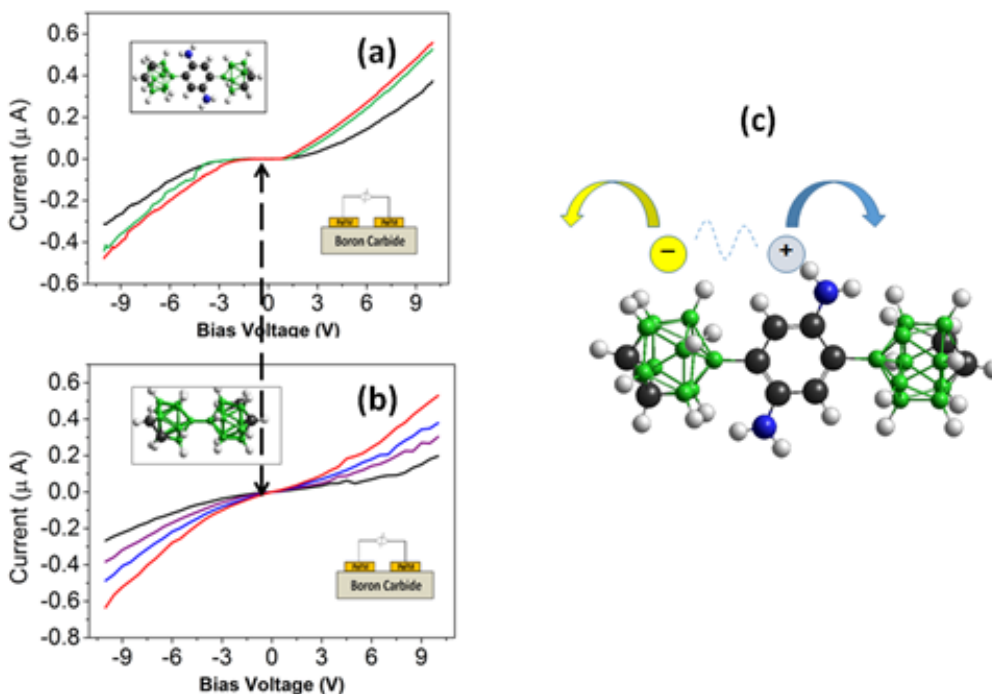 (a)
0.6
0.4
0.2
0.0
-0.2
-0.4
0.6
Current (μ A)
Boron Carbide
-9 -6 -3 0 3 6 9
Bias Voltage (V)
(b)
0.6
0.4
0.2
0.0
-0.2
-0.4
-0.6
-0.8
Current (μ A)
Boron Carbide
-9 -6 -3 0 3 6 9
Bias Voltage (V)
(c)
− +